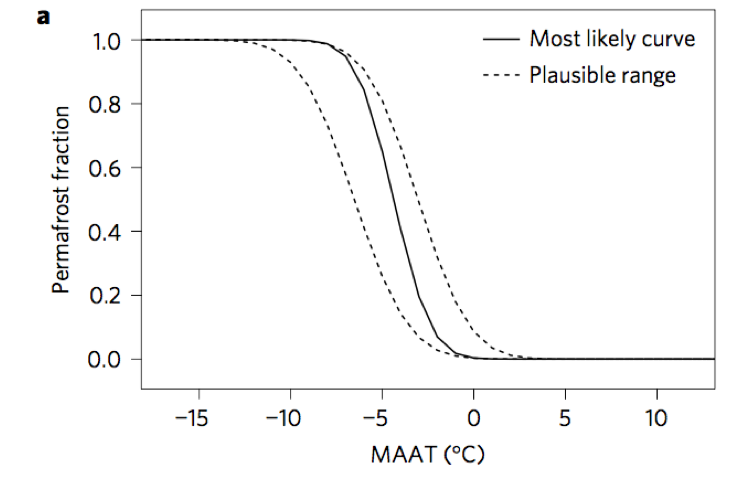 a
Most likely curve
Plausible range
Permafrost fraction
1.0
0.8
0.6
0.4
0.2
0.0
−15 −10 −5 0 5 10
MAAT (°C)